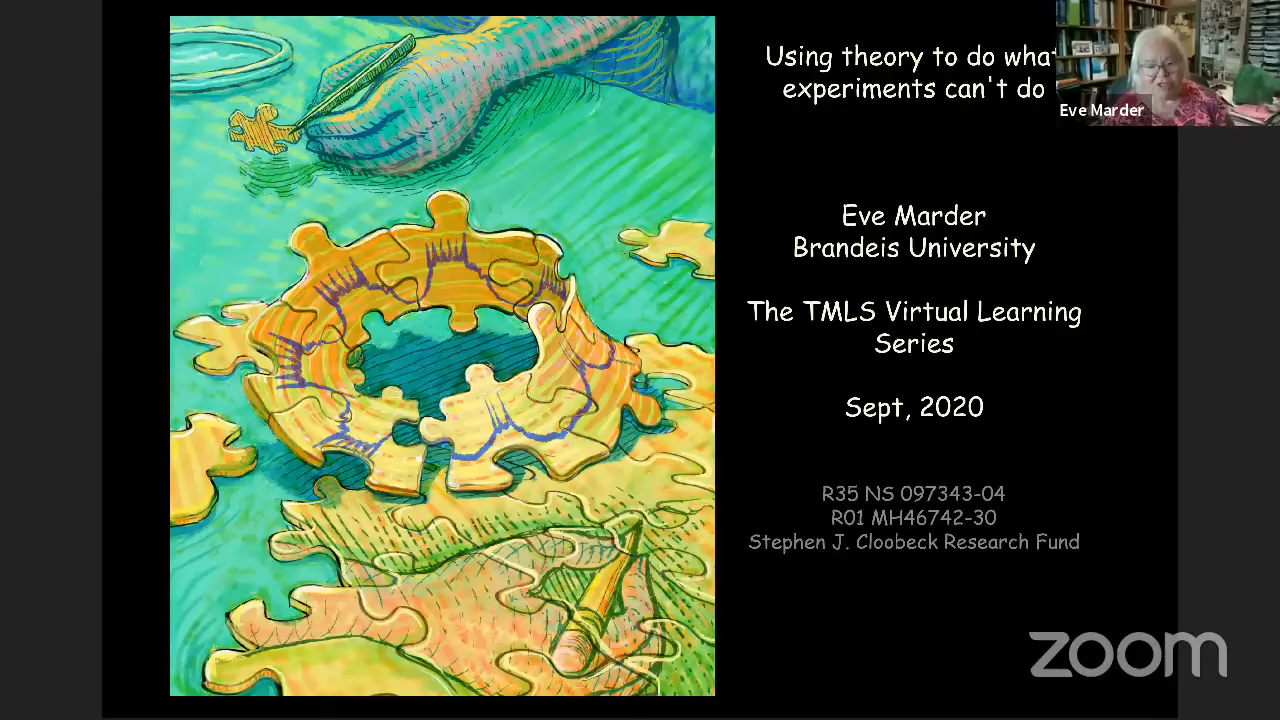 Using theory to do what
experiments can't do
Eve Marder
Eve Marder
Brandeis University
The TMLS Virtual Learning
Series
Sept, 2020
R35 NS 097343-04
R01 MH46742-30
Stephen J. Cloobeck Research Fund
zoom